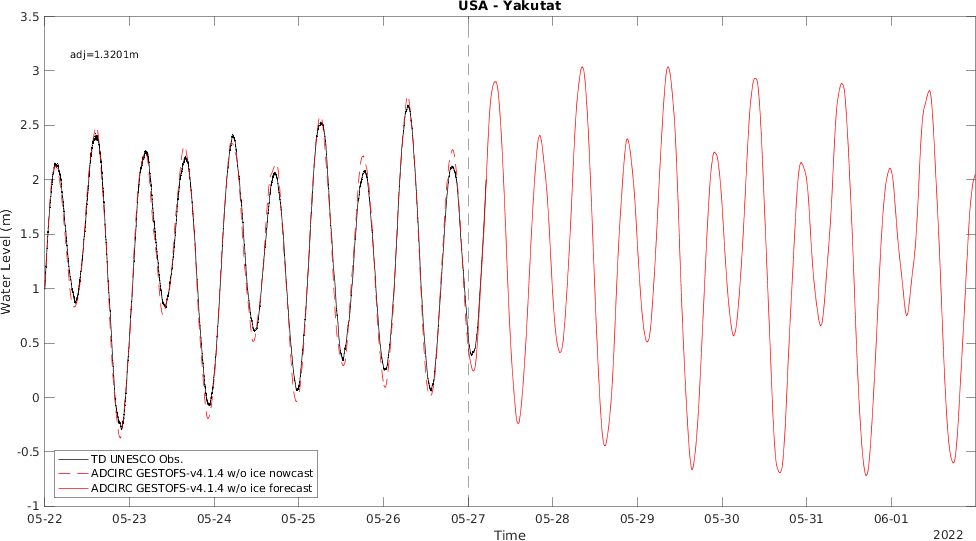 USA - Yakutat
3.5
adj=1.3201m
3
2.5
2
1.5
1
0.5
0
-0.5
-1
Water Level (m)
TD UNESCO Obs.
ADCIRC GESTOFS-v4.1.4 w/o ice nowcast
ADCIRC GESTOFS-v4.1.4 w/o ice forecast
05-22 05-23 05-24 05-25 05-26 05-27 05-28 05-29 05-30 05-31 06-01
Time
2022